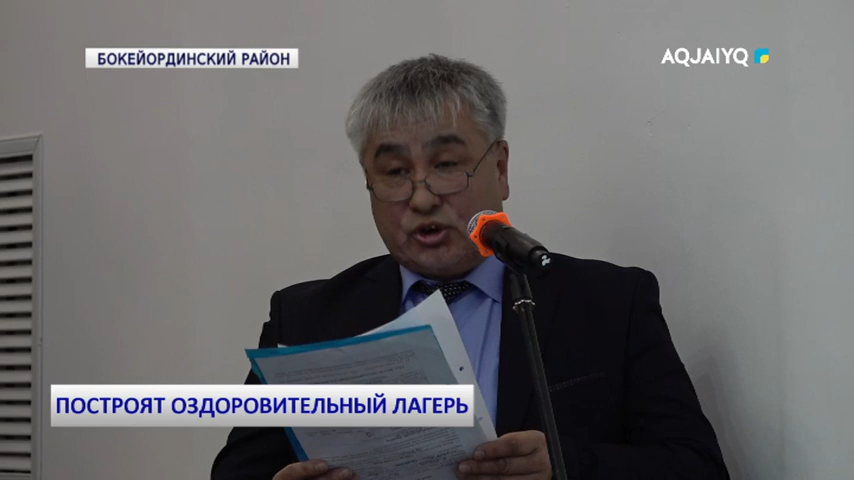 БОКЕЙОРДИНСКИЙ РАЙОН
AQJAIYQ
ПОСТРОЯТ ОЗДОРОВИТЕЛЬНЫЙ ЛАГЕРЬ